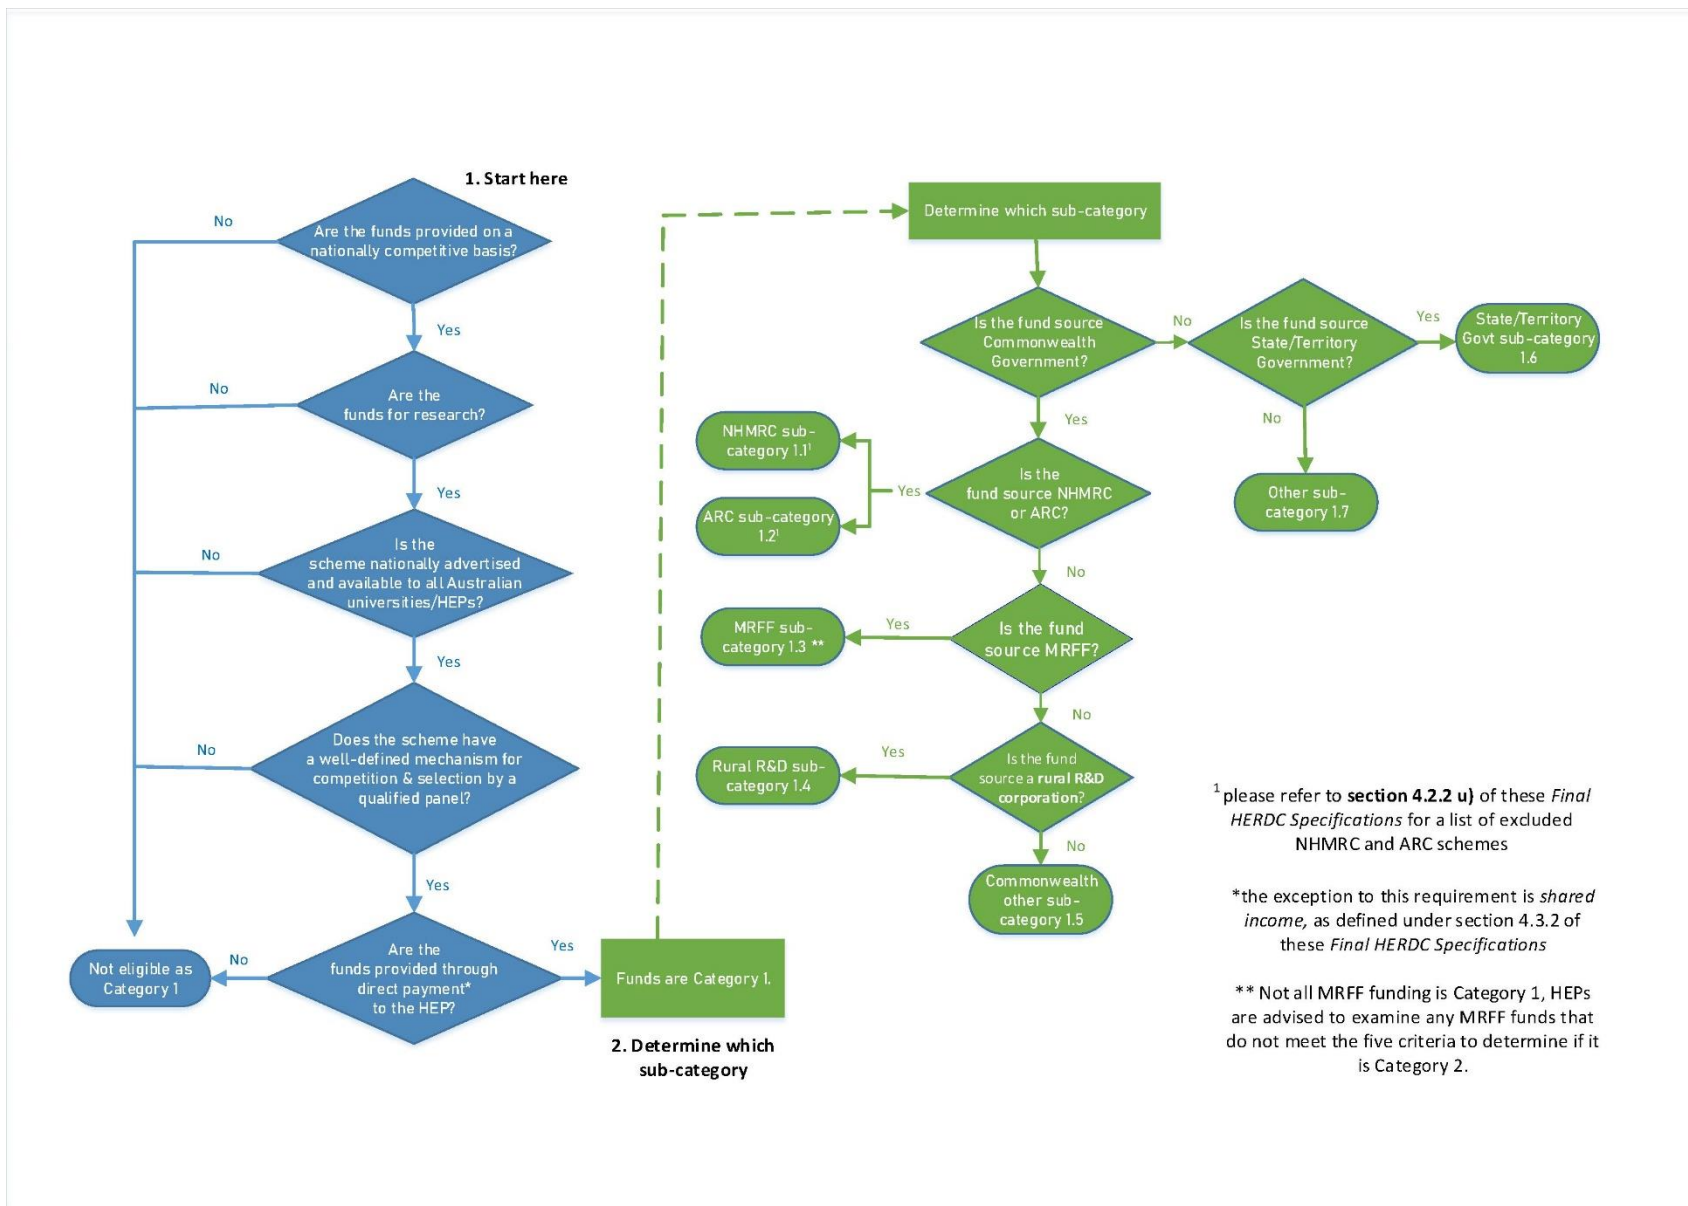 1. Start here
No
Are the funds provided on a
nationally competitive basis?
Yes
No
Are the
funds for research?
Yes
No
Is the
scheme nationally advertised
and available to all Australian
universities/HEPs?
Yes
No
Does the scheme have
a well-defined mechanism for
competition & selection by a
qualified panel?
Yes
Not eligible as
Category 1
No
Are the
funds provided through
direct payment*
to the HEP?
Yes
Funds are Category 1.
2. Determine which
sub-category
Determine which sub-category
Is the fund source
Commonwealth
Government?
No
Is the fund source
State/Territory
Government?
Yes
State/Territory
Govt sub-category
1.6
No
Other sub-
category 1.7
Yes
NHMRC sub-
category 1.1¹
ARC sub-category
1.2¹
Yes
Is the
fund source NHMRC
or ARC?
No
MRFF sub-
category 1.3 **
Yes
Is the fund
source MRFF?
No
Rural R&D sub-
category 1.4
Yes
Is the fund
source a rural R&D
corporation?
No
Commonwealth
other sub-
category 1.5
¹ please refer to section 4.2.2 u) of these Final
HERDC Specifications for a list of excluded
NHMRC and ARC schemes
*the exception to this requirement is shared
income, as defined under section 4.3.2 of
these Final HERDC Specifications
** Not all MRFF funding is Category 1, HEPs
are advised to examine any MRFF funds that
do not meet the five criteria to determine if it
is Category 2.